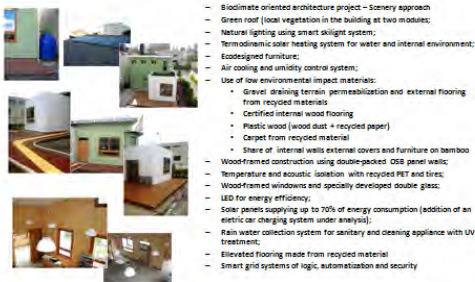 – Bioclimate oriented architecture project – Scenery approach
– Green roof (local vegetation in the building at two modules;
– Natural lighting using smart skilight system;
– Termodinamic solar heating system for water and internal environment;
– Ecodesigned furniture;
– Air cooling and umidity control system;
– Use of low environmental impact materials:
• Gravel draining terrain permeabilization and external flooring
from recycled materials
• Certified internal wood flooring
• Plastic wood (wood dust + recycled paper)
• Carpet from recycled material
• Share of internal walls external covers and furniture on bamboo
– Wood-framed construction using double-packed OSB panel walls;
– Temperature and acoustic isolation with recycled PET and tires;
– Wood-framed windowns and specially developed double glass;
– LED for energy efficiency;
– Solar panels supplying up to 70% of energy consumption (addition of an
eletric car charging system under analysis);
– Rain water collection system for sanitary and cleaning appliance with UV
treatment;
– Ellevated flooring made from recycled material
– Smart grid systems of logic, automatization and security